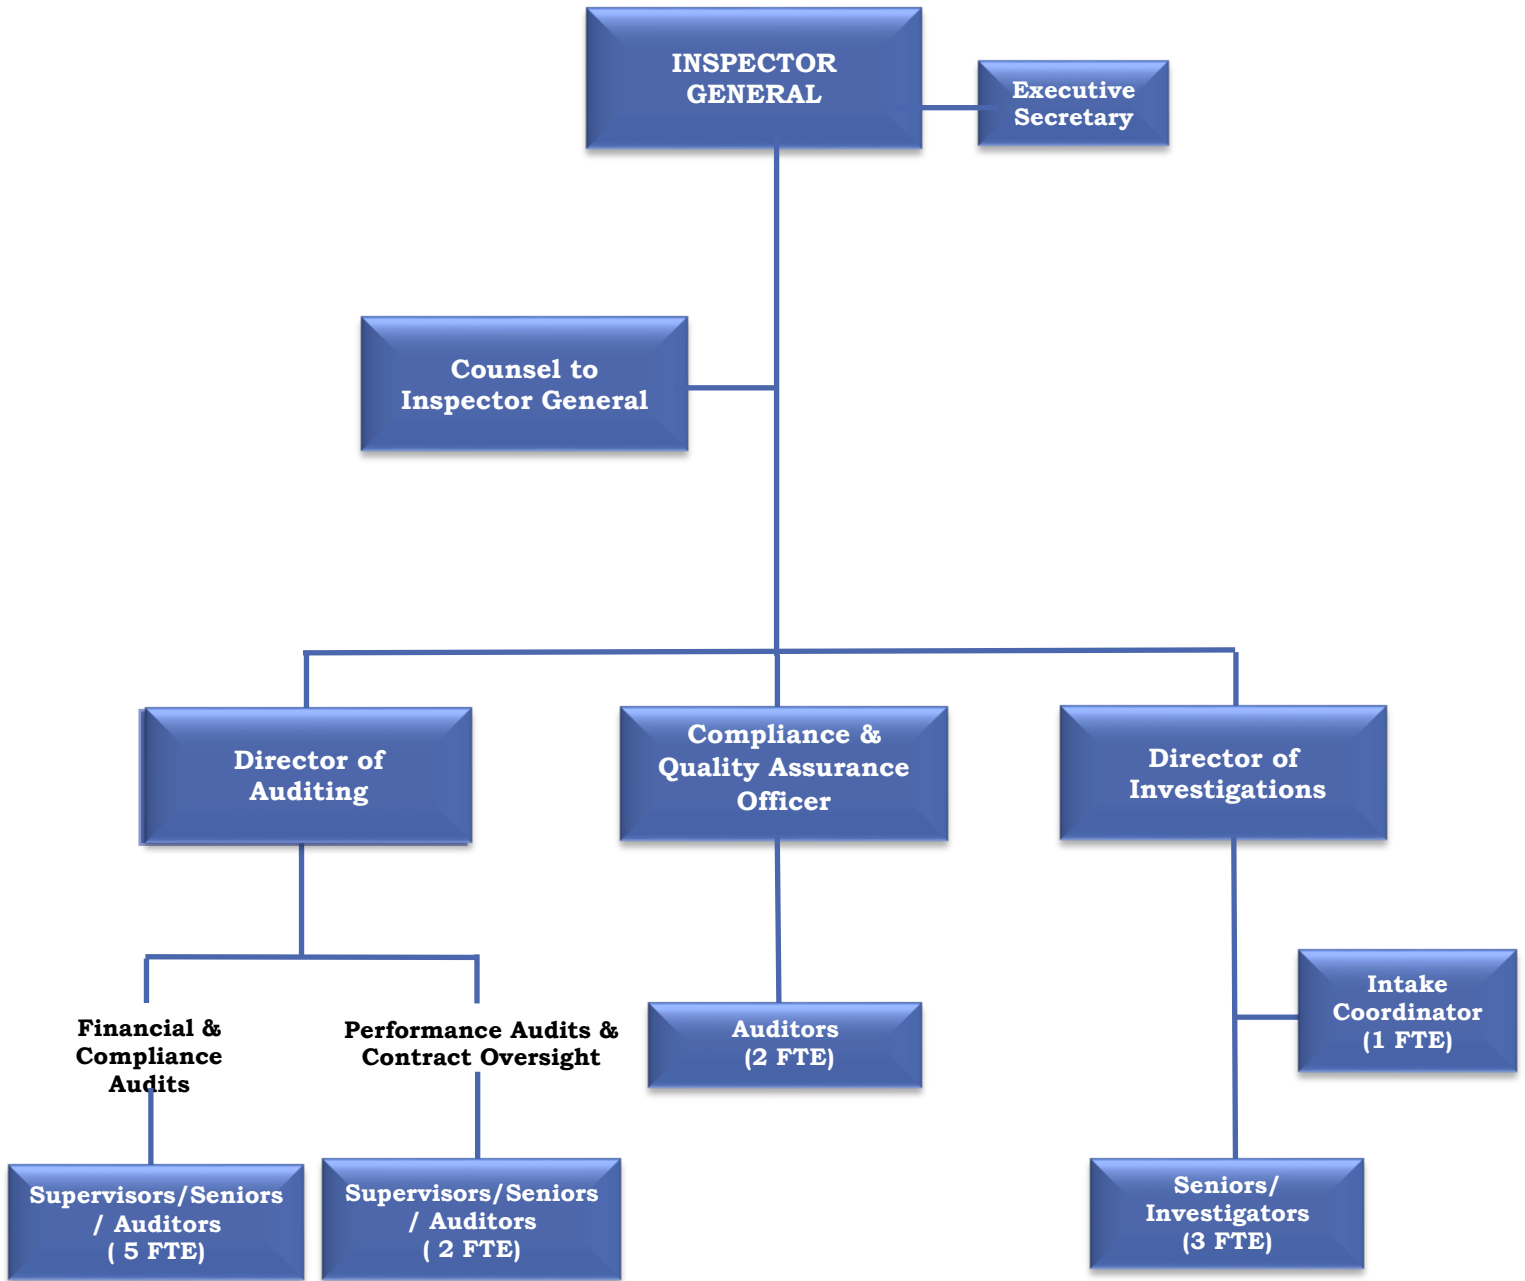 INSPECTOR
GENERAL
Executive
Secretary
Counsel to
Inspector General
Director of
Auditing
Compliance &
Quality Assurance
Officer
Director of
Investigations
Financial &
Compliance
Audits
Performance Audits &
Contract Oversight
Auditors
(2 FTE)
Intake
Coordinator
(1 FTE)
Supervisors/Seniors
/ Auditors
( 5 FTE)
Supervisors/Seniors
/ Auditors
( 2 FTE)
Seniors/
Investigators
(3 FTE)